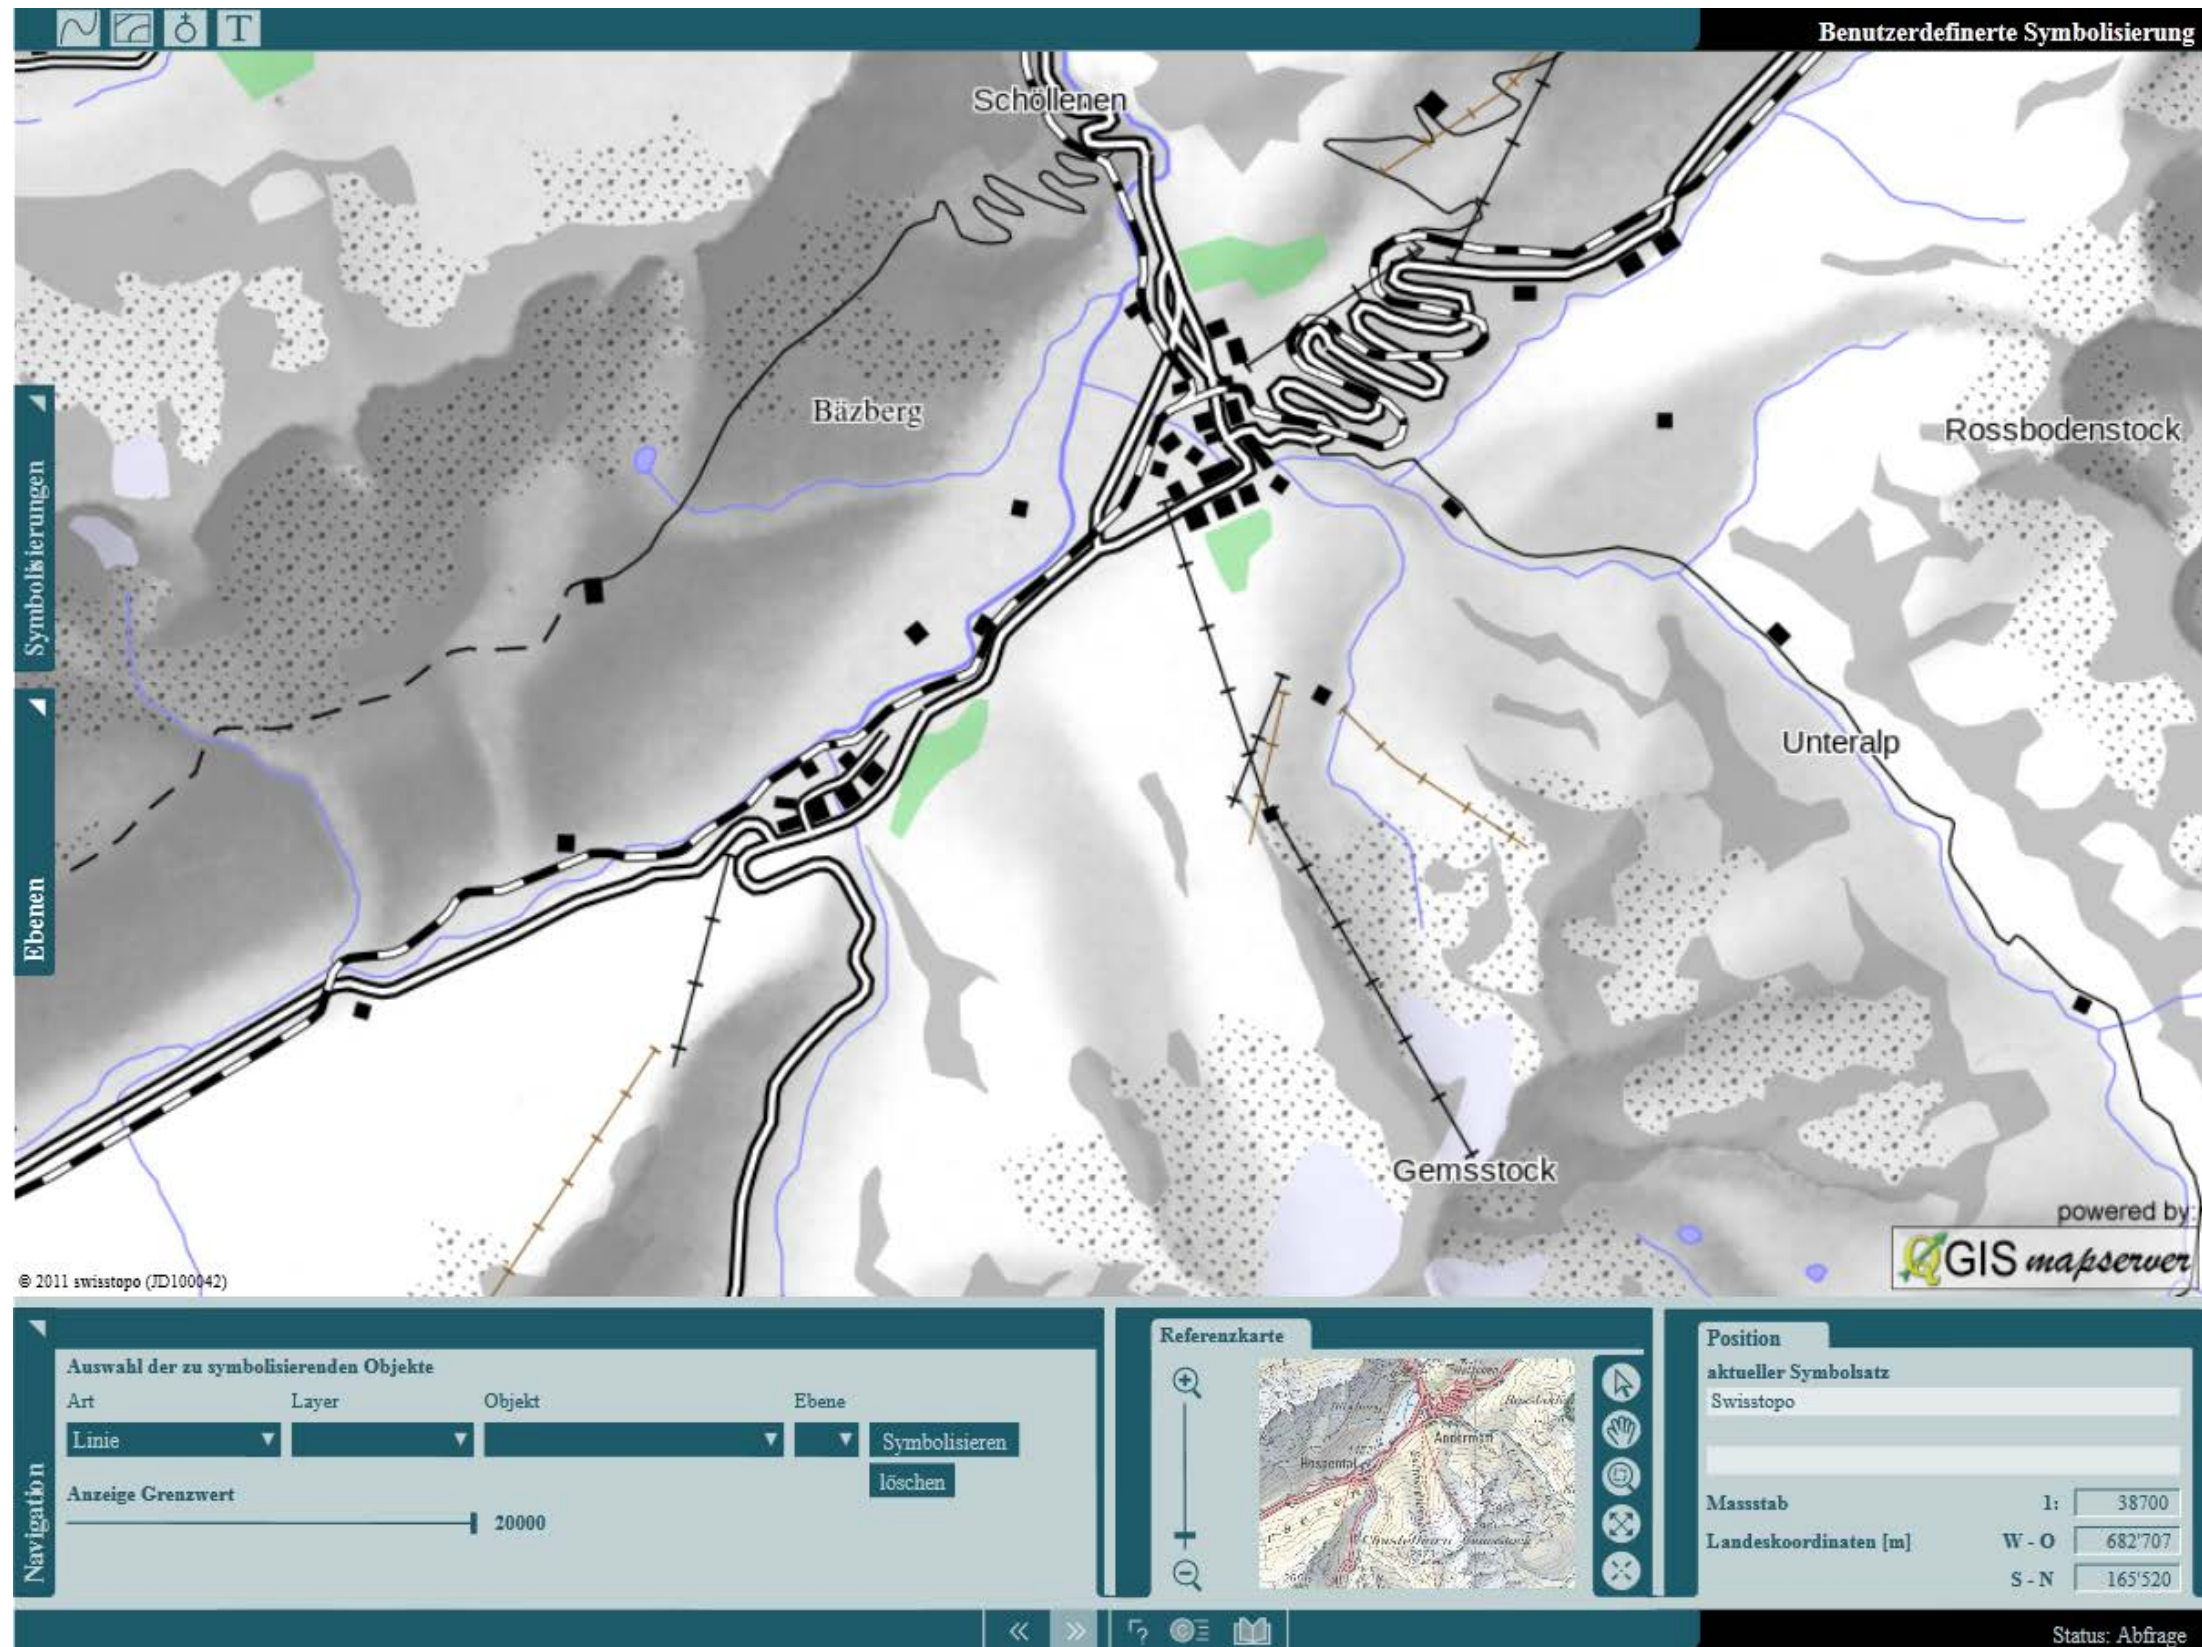 T
Benutzerdefinerte Symbolisierung
Schöllenen
Bäzberg
Rossbodenstock
Symbolisierungen
Unteralp
Ebenen
Gemsstock
powered by:
QGIS mapserver
© 2011 swisstopo (JD100042)
Navigation
Auswahl der zu symbolisierenden Objekte
Art Layer Objekt Ebene
Linie
Symbolisieren
löschen
Anzeige Grenzwert
20000
Referenzkarte
Andermatt
Hospental
Position
aktueller Symbolsatz
Swisstopo
Massstab 1: 38700
Landeskoordinaten [m] W - O 682'707
S - N 165'520
Status: Abfrage